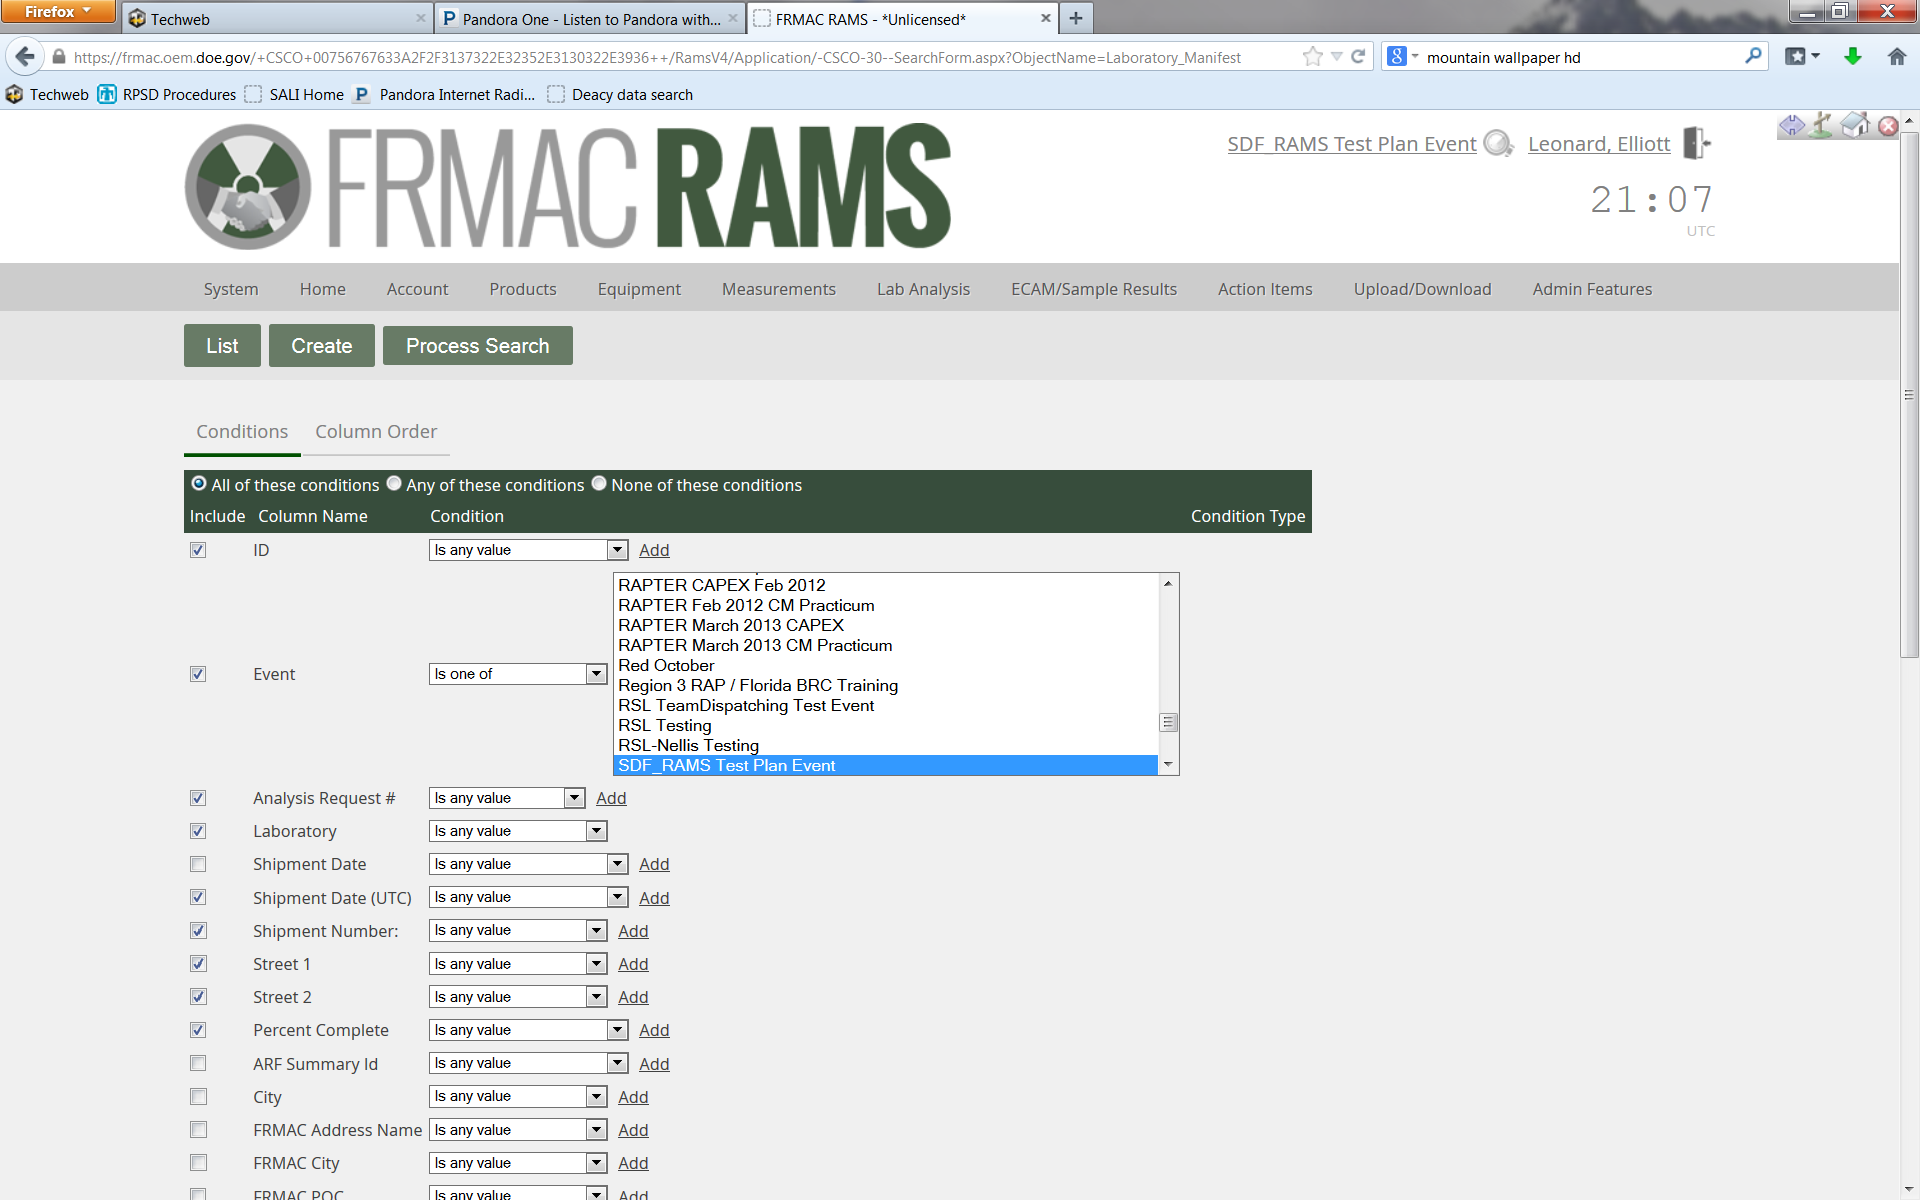 Firefox
Techweb
Pandora One - Listen to Pandora with...
FRMAC RAMS - *Unlicensed*
https://frmac.oem.doe.gov/+CSCO+00756767633A2F2F3137322E32352E3130322E3936++/RamsV4/Application/-CSCO-30--SearchForm.aspx?ObjectName=Laboratory_Manifest
mountain wallpaper hd
Techweb
RPSD Procedures
SALI Home
Pandora Internet Radi...
Deacy data search
FRMAC RAMS
SDF_RAMS Test Plan Event
Leonard, Elliott
21:07
UTC
System Home Account Products Equipment Measurements Lab Analysis ECAM/Sample Results Action Items Upload/Download Admin Features
List Create Process Search
Conditions Column Order
All of these conditions Any of these conditions None of these conditions
Include Column Name Condition Condition Type
ID Is any value Add
RAPTER CAPEX Feb 2012
RAPTER Feb 2012 CM Practicum
RAPTER March 2013 CAPEX
RAPTER March 2013 CM Practicum
Red October
Event Is one of
Region 3 RAP / Florida BRC Training
RSL TeamDispatching Test Event
RSL Testing
RSL-Nellis Testing
SDF_RAMS Test Plan Event
Analysis Request # Is any value Add
Laboratory Is any value
Shipment Date Is any value Add
Shipment Date (UTC) Is any value Add
Shipment Number: Is any value Add
Street 1 Is any value Add
Street 2 Is any value Add
Percent Complete Is any value Add
ARF Summary Id Is any value Add
City Is any value Add
FRMAC Address Name Is any value Add
FRMAC City Is any value Add
FRMAC POC Is any value Add